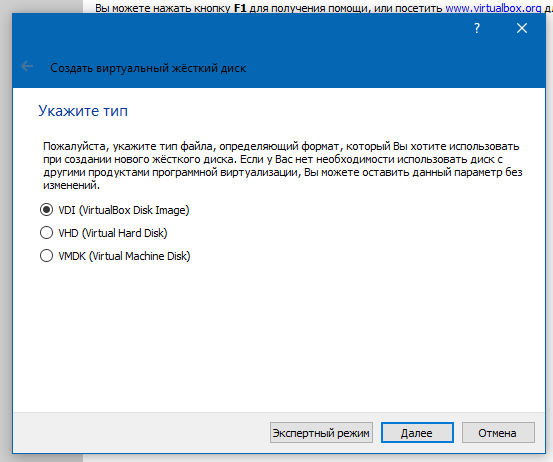 Вы можете нажать кнопку F1 для получения помощи, или посетить www.virtualbox.org дл
?
Создать виртуальный жёсткий диск
Укажите тип
Пожалуйста, укажите тип файла, определяющий формат, который Вы хотите использовать
при создании нового жёсткого диска. Если у Вас нет необходимости использовать диск с
другими продуктами программной виртуализации, Вы можете оставить данный параметр без
изменений.
VDI (VirtualBox Disk Image)
VHD (Virtual Hard Disk)
VMDK (Virtual Machine Disk)
Экспертный режим
Далее
Отмена